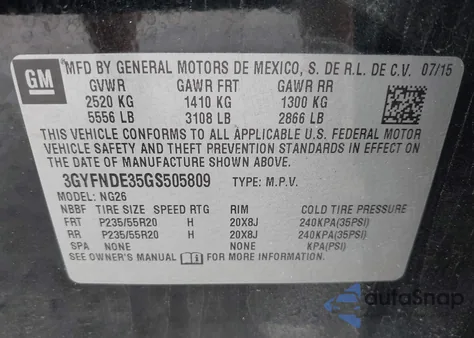 GM
MFD BY GENERAL MOTORS DE MEXICO, S. DE R.L. DE C.V. 07/15
GVWR GAWR FRT GAWR RR
2520 KG 1410 KG 1300 KG
5556 LB 3108 LB 2866 LB
THIS VEHICLE CONFORMS TO ALL APPLICABLE U.S. FEDERAL MOTOR
VEHICLE SAFETY AND THEFT PREVENTION STANDARDS IN EFFECT ON
THE DATE OF MANUFACTURE SHOWN ABOVE.
3GYFNDE35GS505809 TYPE: M.P.V.
MODEL: NG26
NBBF TIRE SIZE SPEED RTG RIM COLD TIRE PRESSURE
FRT P235/55R20 H 20X8J 240KPA(35PSI)
RR P235/55R20 H 20X8J 240KPA(35PSI)
SPA NONE NONE KPA(PSI)
SEE OWNER'S MANUAL FOR MORE INFORMATION
autoSnap